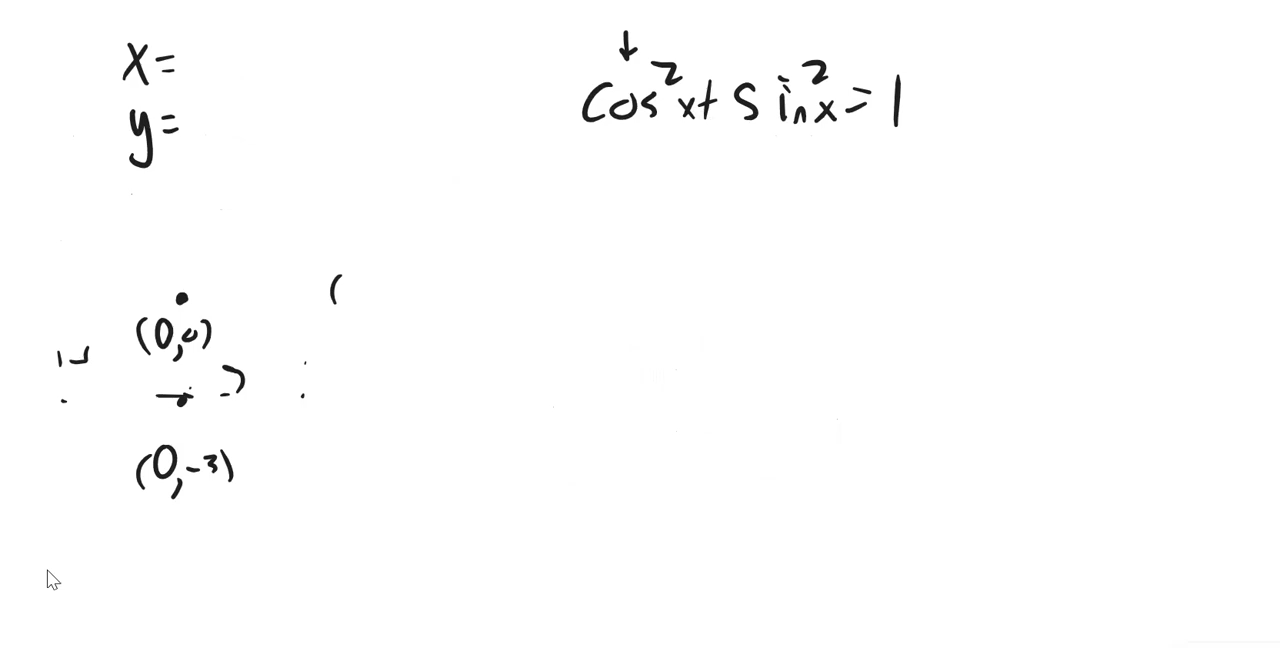 x=
y=
cos²x+sin²x=1
(0,0)
(0,-3)